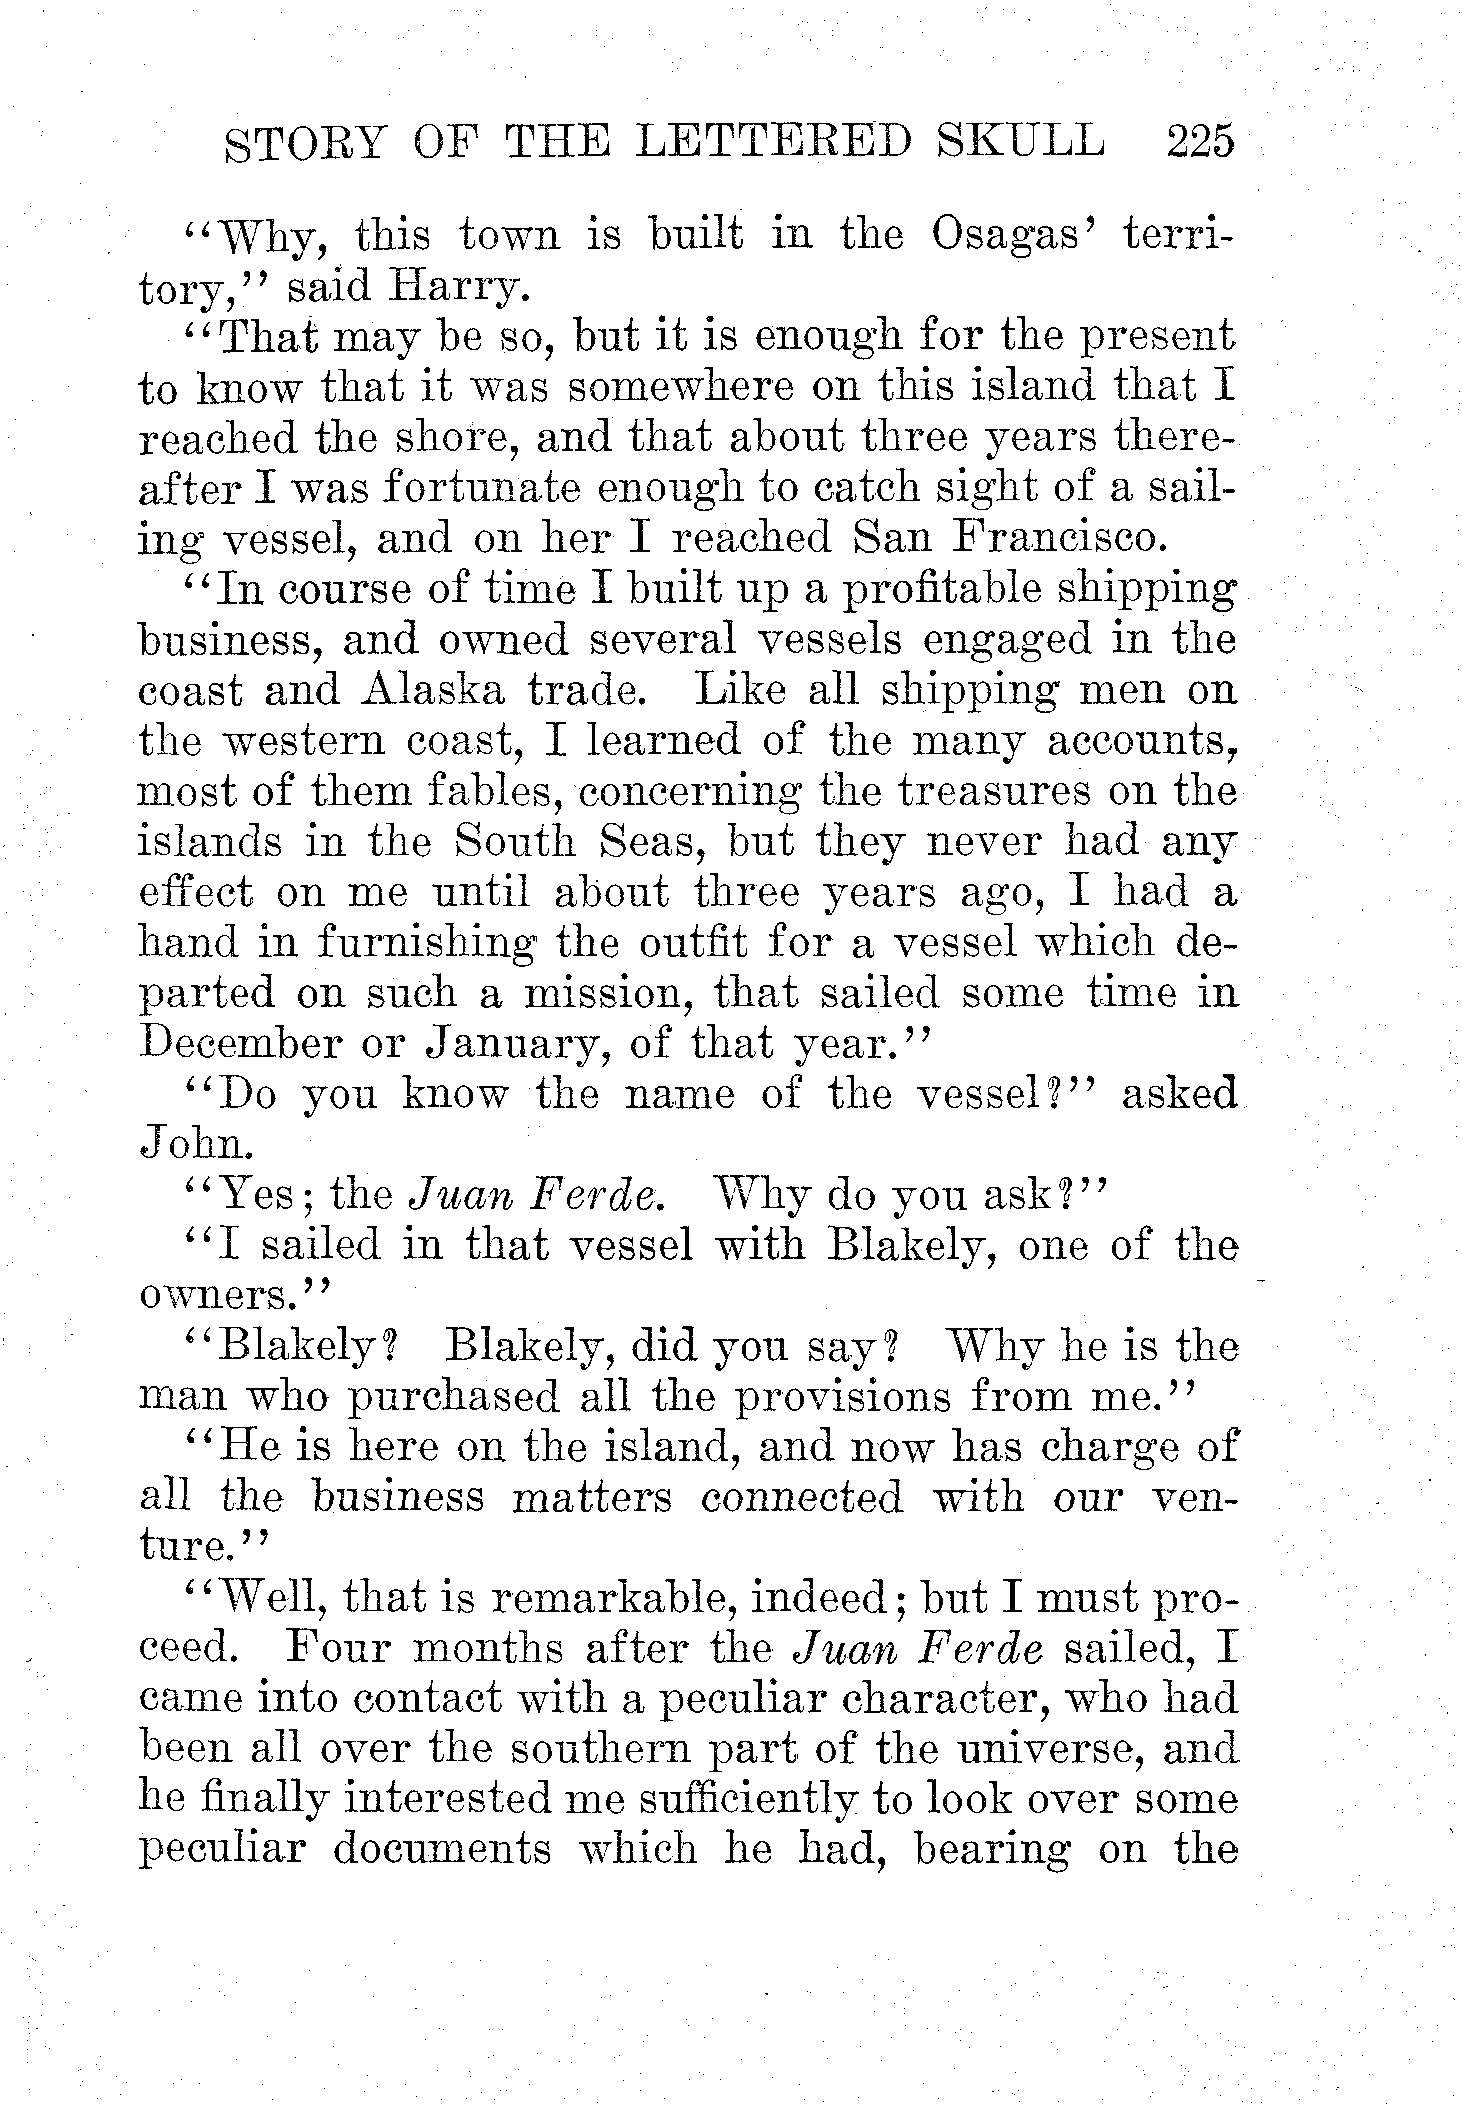 STORY OF THE LETTERED SKULL 225
"Why, this town is built in the Osagas' terri-
tory," said Harry.
"That may be so, but it is enough for the present
to know that it was somewhere on this island that I
reached the shore, and that about three years there-
after I was fortunate enough to catch sight of a sail-
ing vessel, and on her I reached San Francisco.
"In course of time I built up a profitable shipping
business, and owned several vessels engaged in the
coast and Alaska trade. Like all shipping men on
the western coast, I learned of the many accounts,
most of them fables, concerning the treasures on the
islands in the South Seas, but they never had any
effect on me until about three years ago, I had a
hand in furnishing the outfit for a vessel which de-
parted on such a mission, that sailed some time in
December or January, of that year."
"Do you know the name of the vessel?" asked
John.
"Yes; the Juan Ferde. Why do you ask?"
"I sailed in that vessel with Blakely, one of the
owners."
"Blakely? Blakely, did you say? Why he is the
man who purchased all the provisions from me."
"He is here on the island, and now has charge of
all the business matters connected with our ven-
ture."
"Well, that is remarkable, indeed; but I must pro-
ceed. Four months after the Juan Ferde sailed, I
came into contact with a peculiar character, who had
been all over the southern part of the universe, and
he finally interested me sufficiently to look over some
peculiar documents which he had, bearing on the